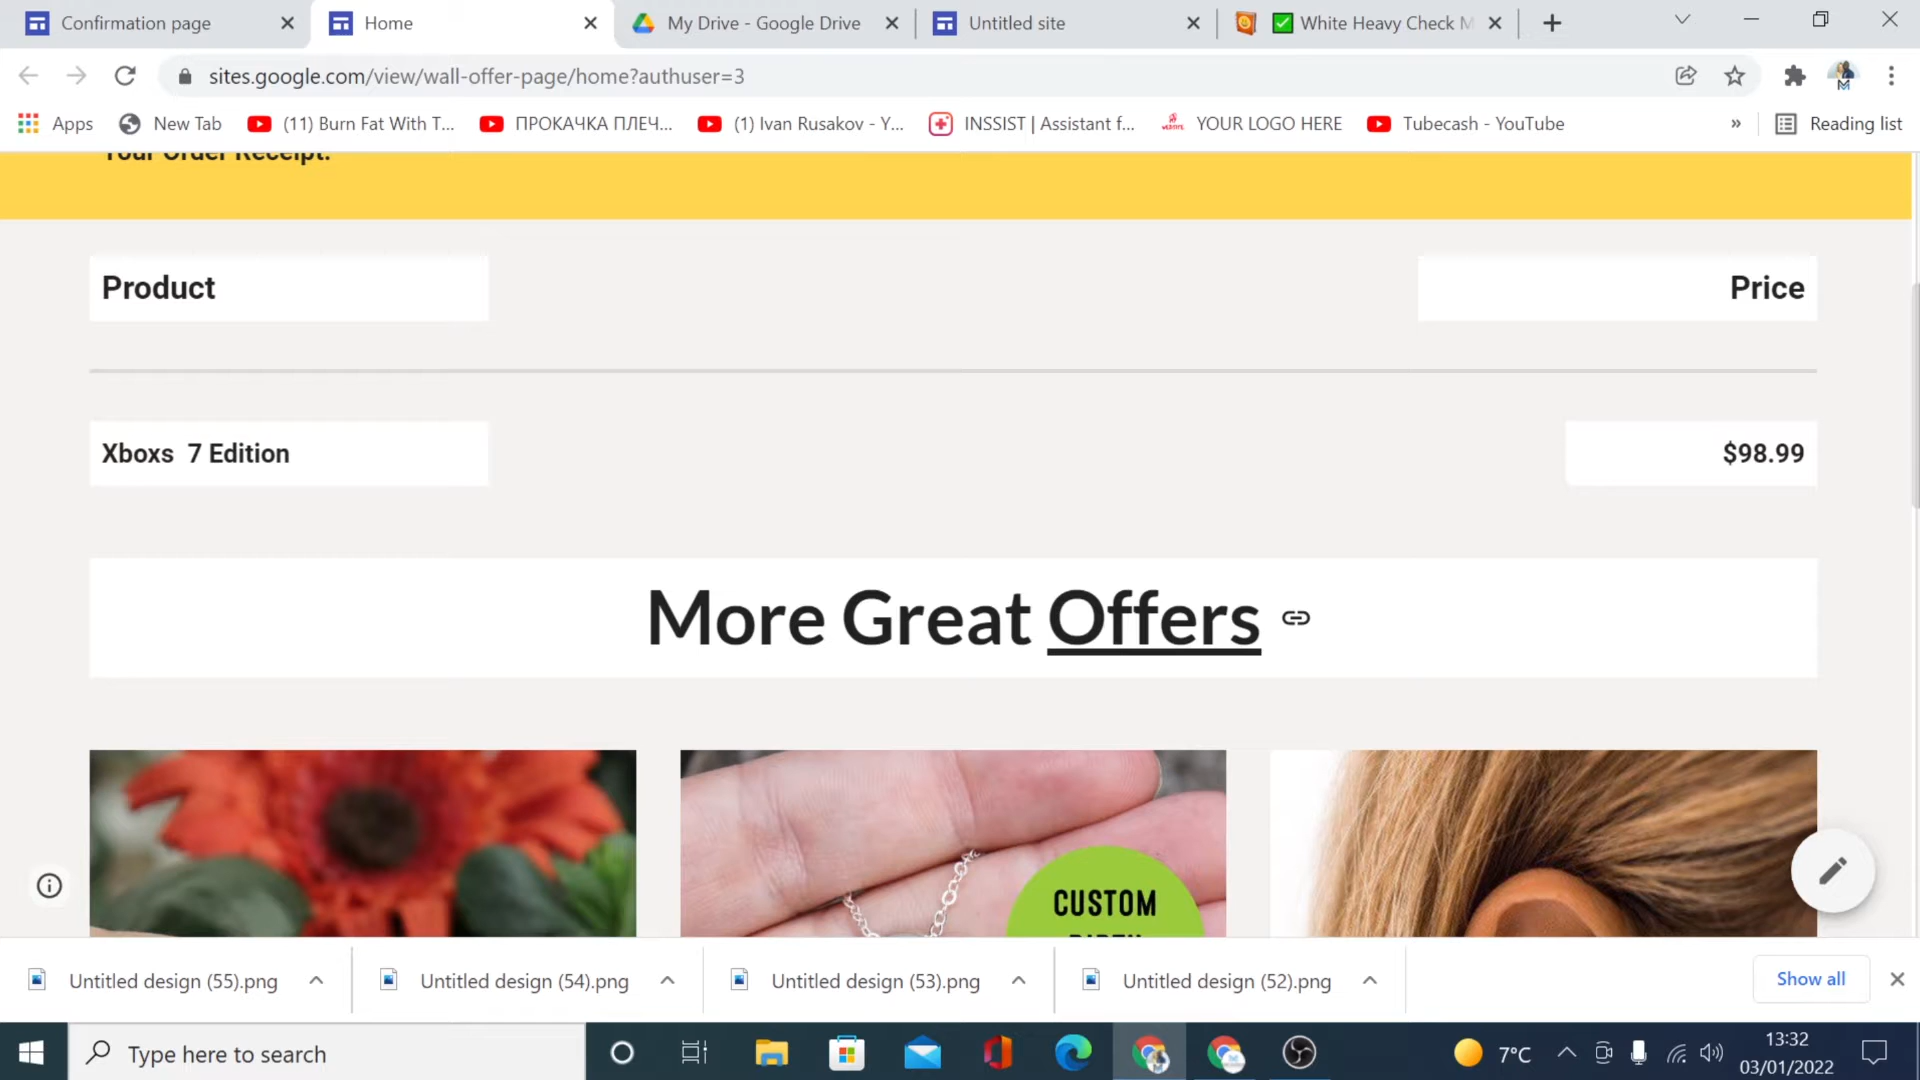 Confirmation page
Home
My Drive - Google Drive
Untitled site
White Heavy Check M
sites.google.com/view/wall-offer-page/home?authuser=3
Apps
New Tab
(11) Burn Fat With T...
ПРОКАЧКА ПЛЕЧ...
(1) Ivan Rusakov - Y...
INSSIST | Assistant f...
YOUR LOGO HERE
Tubecash - YouTube
»
Reading list
Your Order Receipt.
Product
Price
Xboxs 7 Edition
$98.99
More Great Offers
CUSTOM
Untitled design (55).png
Untitled design (54).png
Untitled design (53).png
Untitled design (52).png
Show all
Type here to search
7°C
13:32
03/01/2022